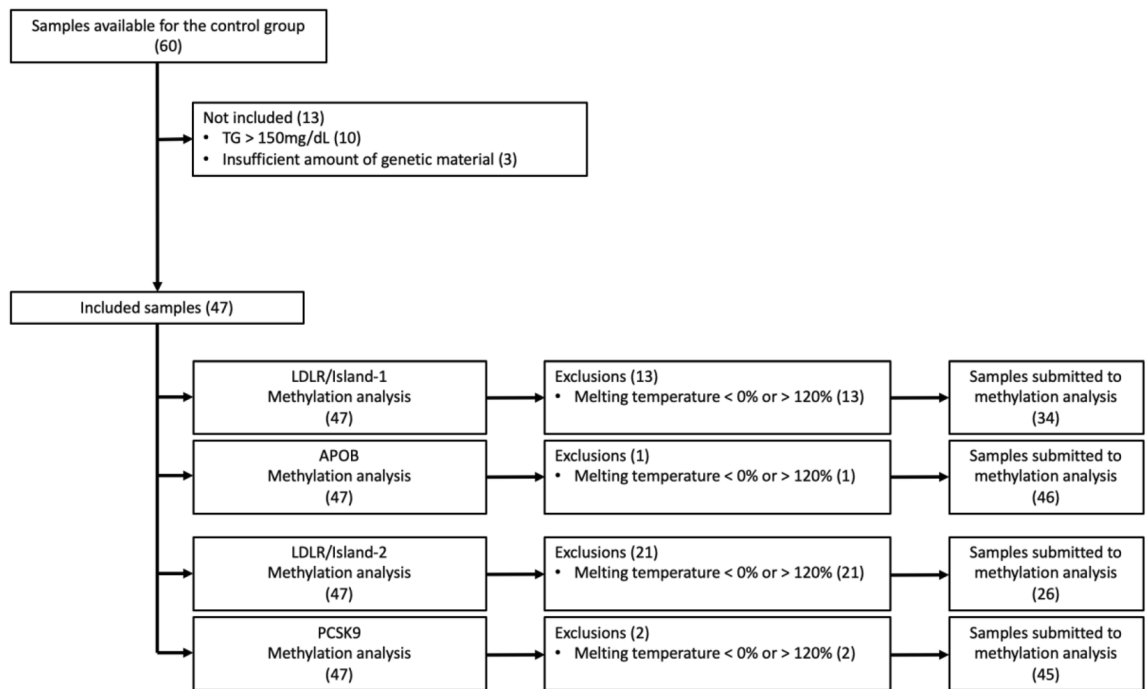 Samples available for the control group
(60)
Not included (13)
• TG > 150mg/dL (10)
• Insufficient amount of genetic material (3)
Included samples (47)
LDLR/Island-1
Methylation analysis
(47)
Exclusions (13)
• Melting temperature < 0% or > 120% (13)
Samples submitted to
methylation analysis
(34)
APOB
Methylation analysis
(47)
Exclusions (1)
• Melting temperature < 0% or > 120% (1)
Samples submitted to
methylation analysis
(46)
LDLR/Island-2
Methylation analysis
(47)
Exclusions (21)
• Melting temperature < 0% or > 120% (21)
Samples submitted to
methylation analysis
(26)
PCSK9
Methylation analysis
(47)
Exclusions (2)
• Melting temperature < 0% or > 120% (2)
Samples submitted to
methylation analysis
(45)